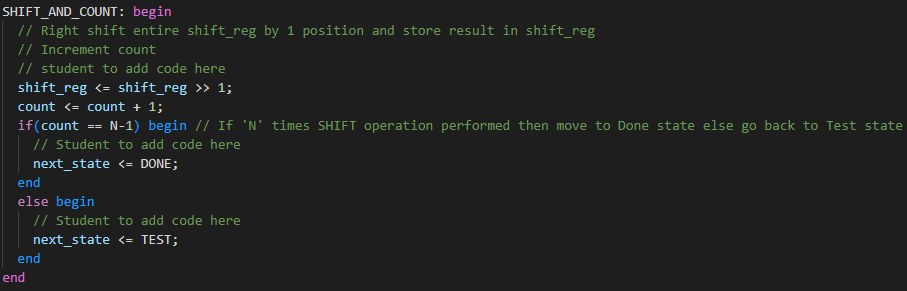 SHIFT_AND_COUNT: begin
// Right shift entire shift_reg by 1 position and store result in shift_reg
// Increment count
// student to add code here
shift_reg <= shift_reg >> 1;
count <= count + 1;
if(count == N-1) begin // If 'N' times SHIFT operation performed then move to Done state else go back to Test state
// Student to add code here
next_state <= DONE;
end
else begin
// Student to add code here
next_state <= TEST;
end
end